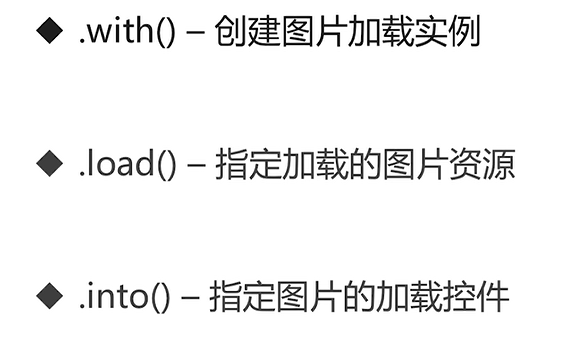 ◆ .with() – 创建图片加载实例
◆ .load() – 指定加载的图片资源
◆ .into() – 指定图片的加载控件